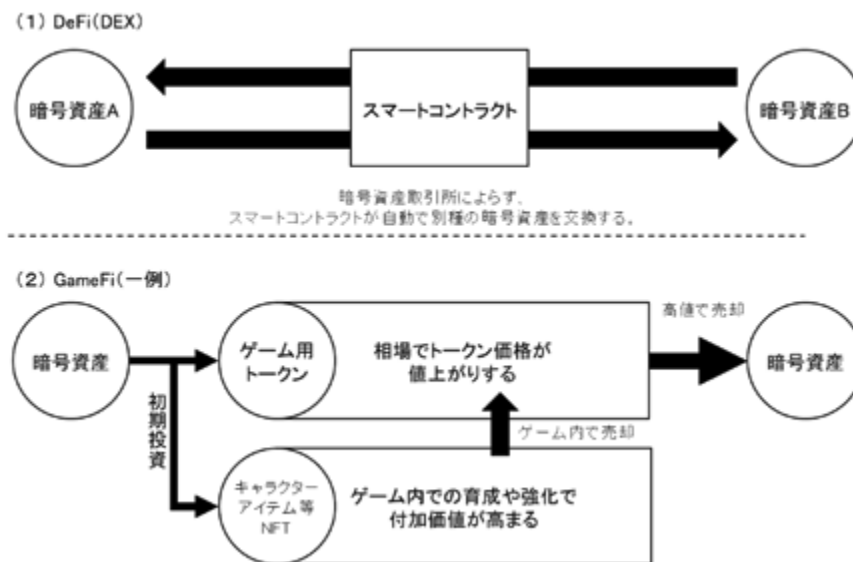 (1) DeFi(DEX)
暗号資産A
スマートコントラクト
暗号資産B
暗号資産取引所によらず、
スマートコントラクトが自動で別種の暗号資産を交換する。
(2) GameFi(一例)
暗号資産
初期投資
ゲーム用
トークン
相場でトークン価格が
値上がりする
高値で売却
暗号資産
ゲーム内で売却
キャラクター
アイテム等
NFT
ゲーム内での育成や強化で
付加価値が高まる